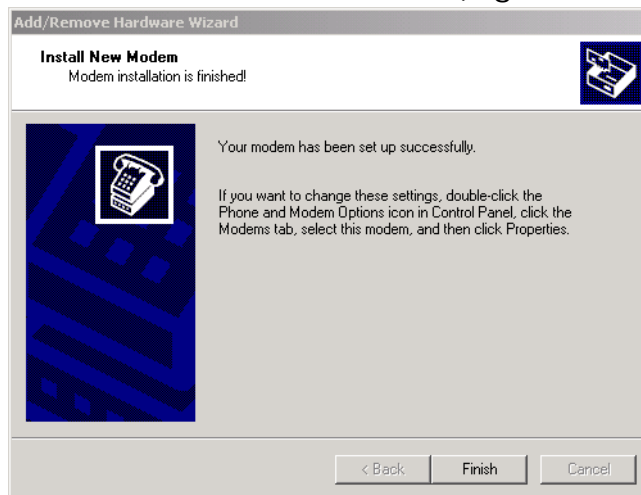 Add/Remove Hardware Wizard
Install New Modem
Modem installation is finished!
Your modem has been set up successfully.
If you want to change these settings, double-click the
Phone and Modem Options icon in Control Panel, click the
Modems tab, select this modem, and then click Properties.
< Back
Finish
Cancel